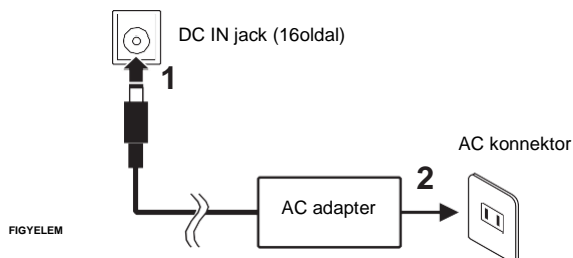 DC IN jack (16oldal)
1
AC konnektor
2
AC adapter
FIGYELEM